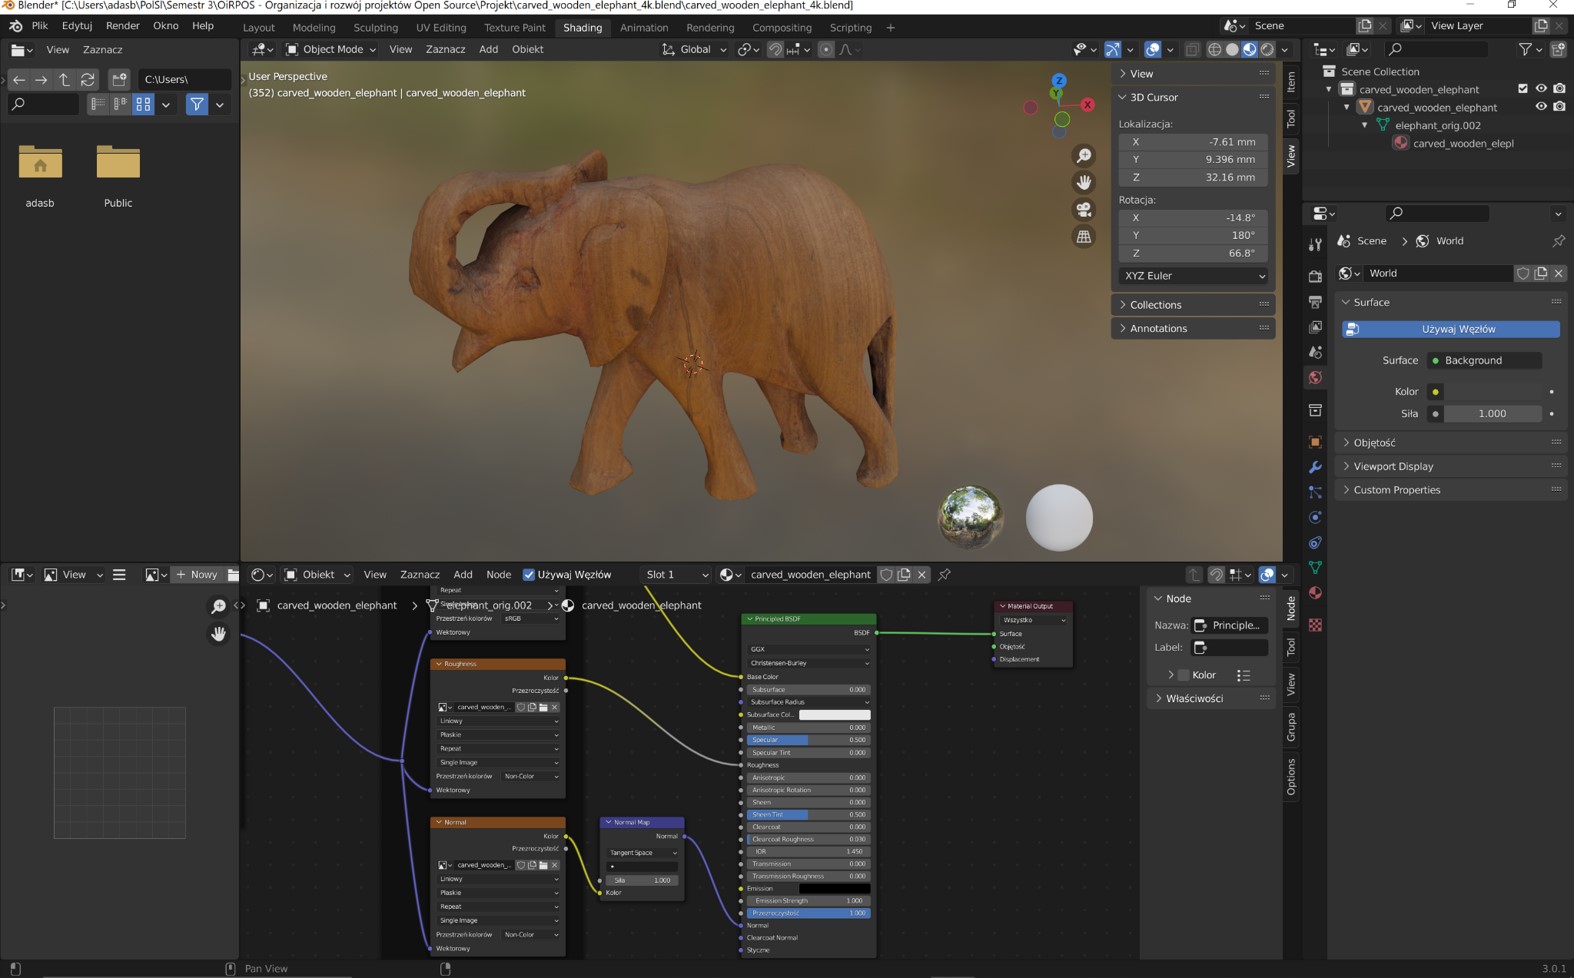 Blender* [C:\Users\adasb\PolSl\Semestr 3\OiRPOS - Organizacja i rozwój projektów Open Source\Projekt\carved_wooden_elephant_4k.blend\carved_wooden_elephant_4k.blend]
Plik Edytuj Render Okno Help
Layout Modeling Sculpting UV Editing Texture Paint Shading Animation Rendering Compositing Scripting +
Scene
View Layer
View Zaznacz
C:\Users\
adasb Public
Object Mode View Zaznacz Add Obiekt Global
User Perspective
(352) carved_wooden_elephant | carved_wooden_elephant
Z
Y
X
View
3D Cursor
Lokalizacja:
X -7.61 mm
Y 9.396 mm
Z 32.16 mm
Rotacja:
X -14.8°
Y 180°
Z 66.8°
XYZ Euler
Collections
Annotations
Item
Tool
View
Scene Collection
carved_wooden_elephant
carved_wooden_elephant
elephant_orig.002
carved_wooden_elepl
Scene > World
World
Surface
Używaj Węzłów
Surface Background
Kolor
Siła 1.000
Objętość
Viewport Display
Custom Properties
View
+ Nowy
Obiekt View Zaznacz Add Node Używaj Węzłów Slot 1 carved_wooden_elephant
carved_wooden_elephant > elephant_orig.002 > carved_wooden_elephant
Repeat
Przestrzeń kolorów sRGB
Wektorowy
Roughness
Kolor
Przezroczystość
carved_wooden_...
Liniowy
Płaskie
Repeat
Single Image
Przestrzeń kolorów Non-Color
Wektorowy
Normal
Kolor
Przezroczystość
carved_wooden_...
Liniowy
Płaskie
Repeat
Single Image
Przestrzeń kolorów Non-Color
Wektorowy
Normal Map
Normal
Tangent Space
Siła 1.000
Kolor
Principled BSDF
BSDF
GGX
Christensen-Burley
Base Color
Subsurface 0.000
Subsurface Radius
Subsurface Col...
Metallic 0.000
Specular 0.500
Specular Tint 0.000
Roughness
Anisotropic 0.000
Anisotropic Rotation 0.000
Sheen 0.000
Sheen Tint 0.500
Clearcoat 0.000
Clearcoat Roughness 0.030
IOR 1.450
Transmission 0.000
Transmission Roughness 0.000
Emission
Emission Strength 1.000
Przezroczystość 1.000
Normal
Clearcoat Normal
Styczne
Material Output
Wszystko
Surface
Objętość
Displacement
Node
Nazwa: Principle...
Label:
Kolor
Właściwości
Node
Tool
View
Grupa
Options
Pan View
3.0.1